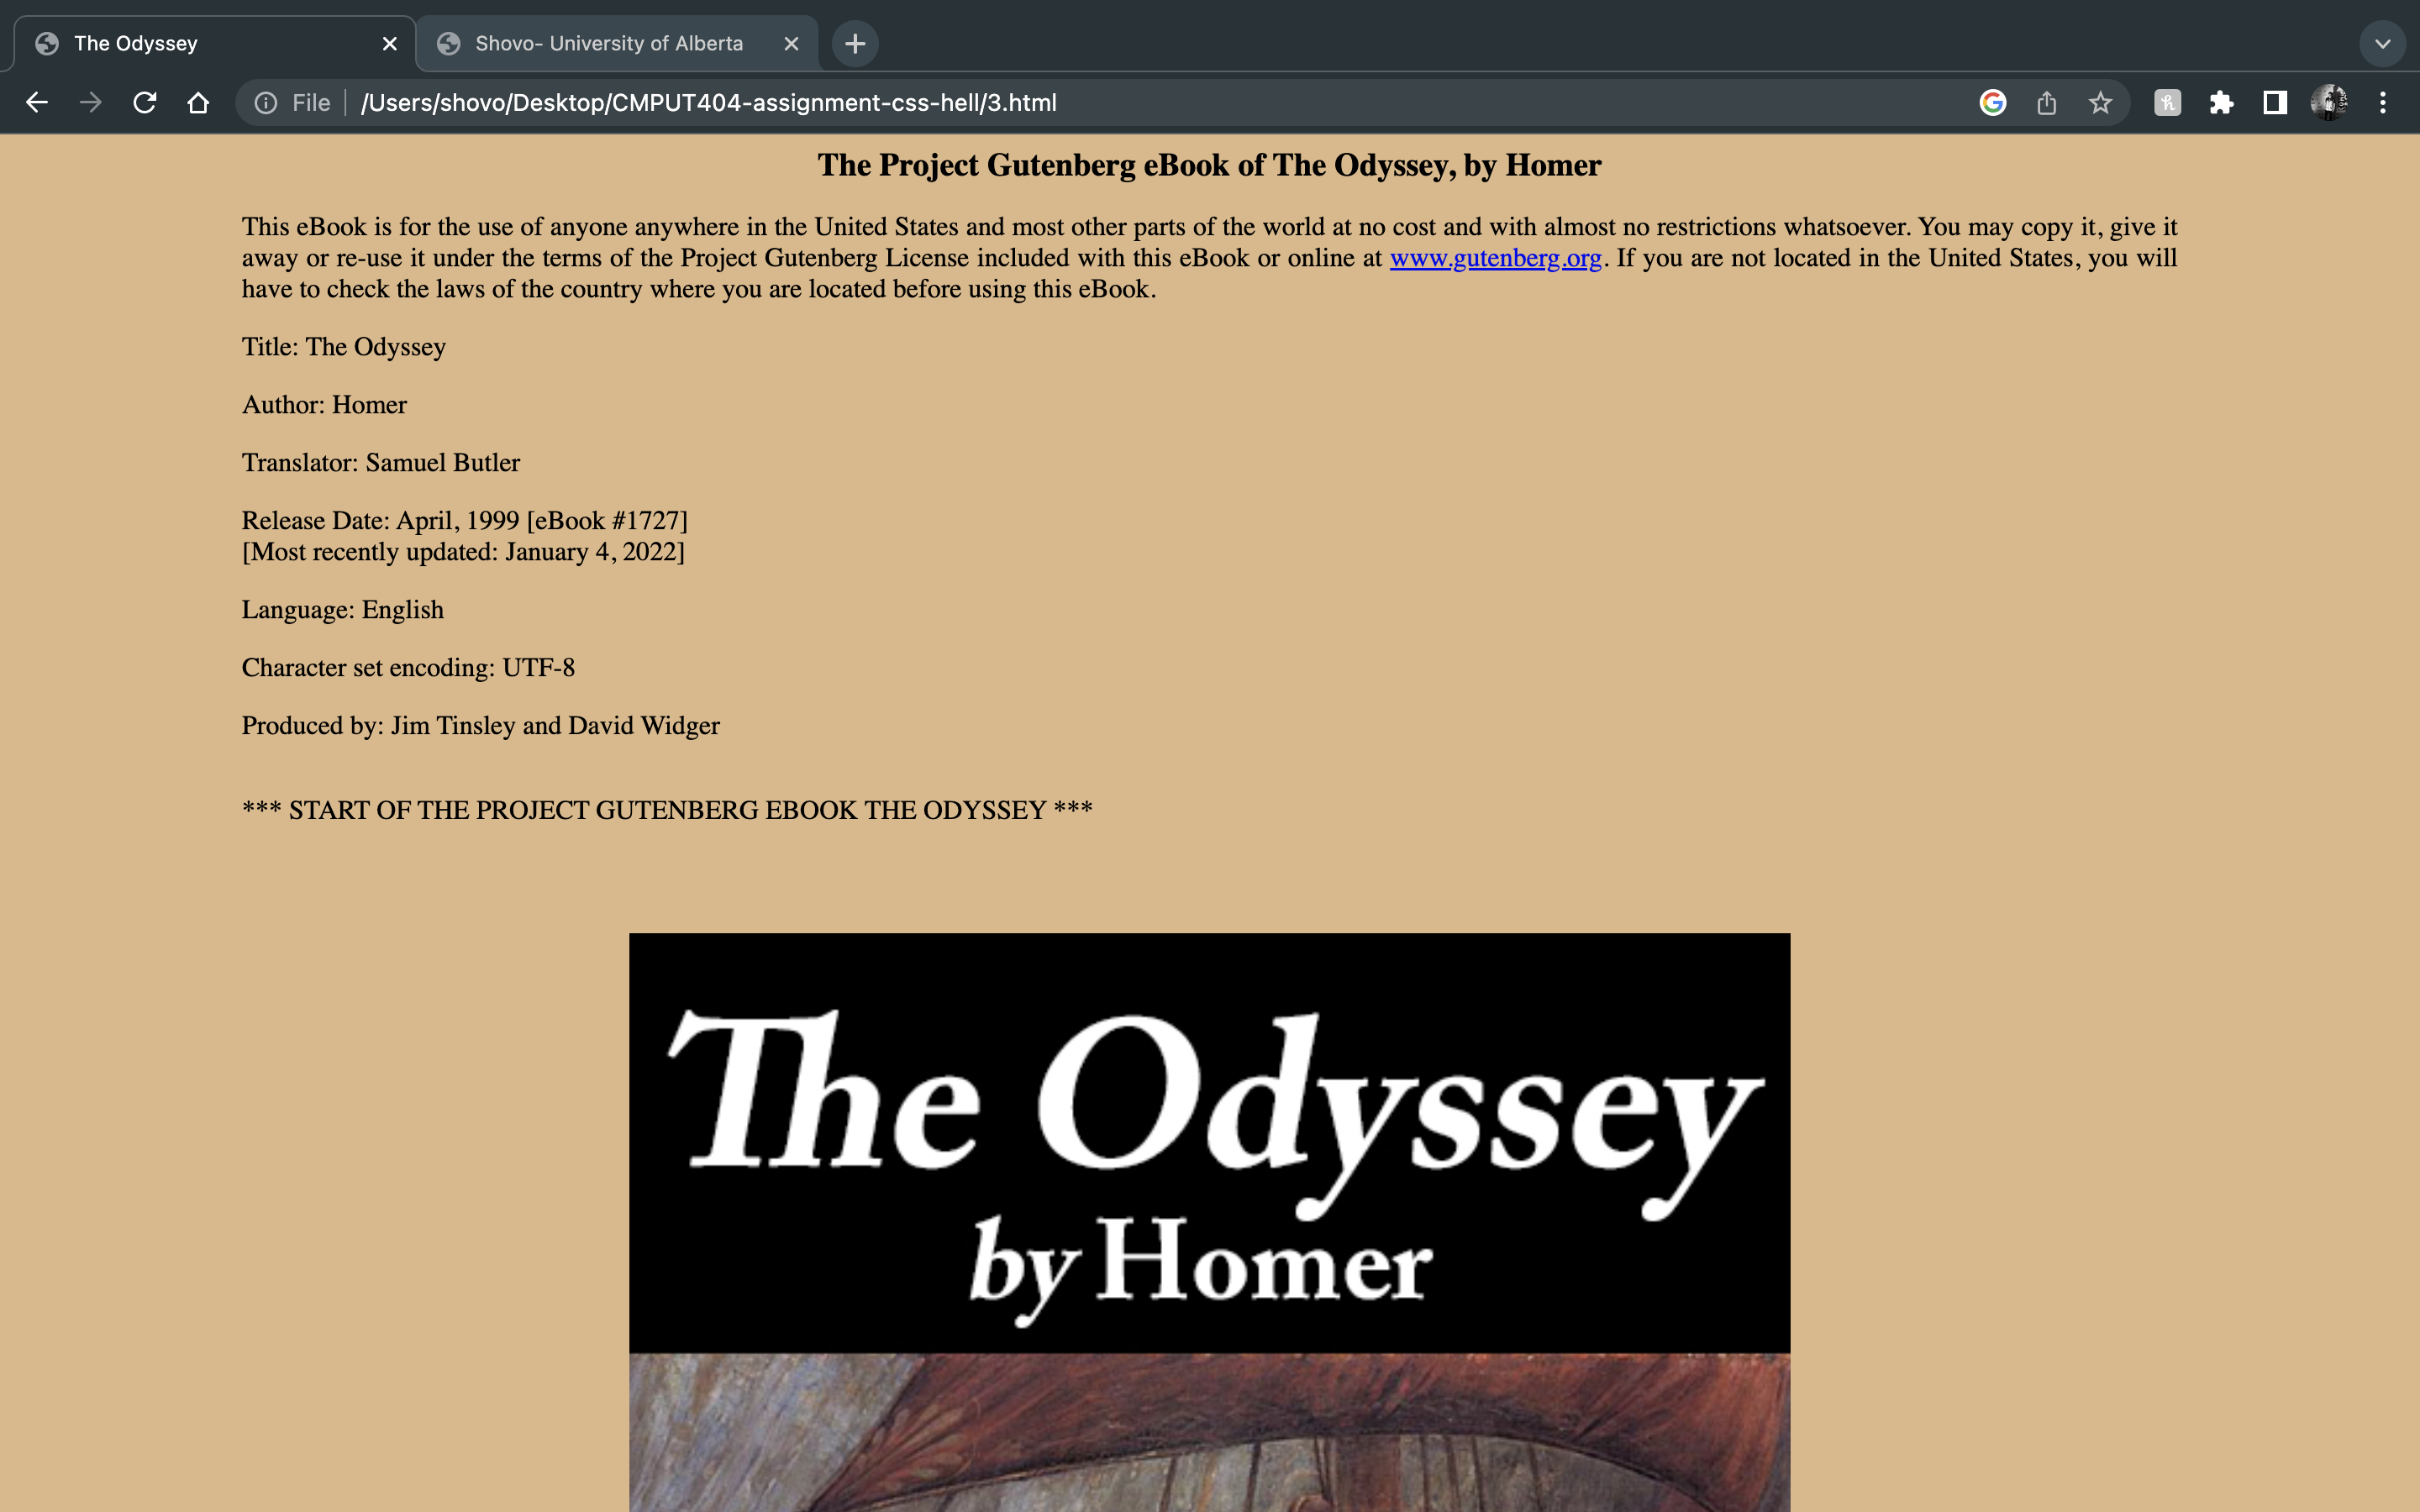 The Odyssey
Shovo- University of Alberta
File
/Users/shovo/Desktop/CMPUT404-assignment-css-hell/3.html
The Project Gutenberg eBook of The Odyssey, by Homer
This eBook is for the use of anyone anywhere in the United States and most other parts of the world at no cost and with almost no restrictions whatsoever. You may copy it, give it
away or re-use it under the terms of the Project Gutenberg License included with this eBook or online at www.gutenberg.org. If you are not located in the United States, you will
have to check the laws of the country where you are located before using this eBook.
Title: The Odyssey
Author: Homer
Translator: Samuel Butler
Release Date: April, 1999 [eBook #1727]
[Most recently updated: January 4, 2022]
Language: English
Character set encoding: UTF-8
Produced by: Jim Tinsley and David Widger
*** START OF THE PROJECT GUTENBERG EBOOK THE ODYSSEY ***
The Odyssey
by Homer